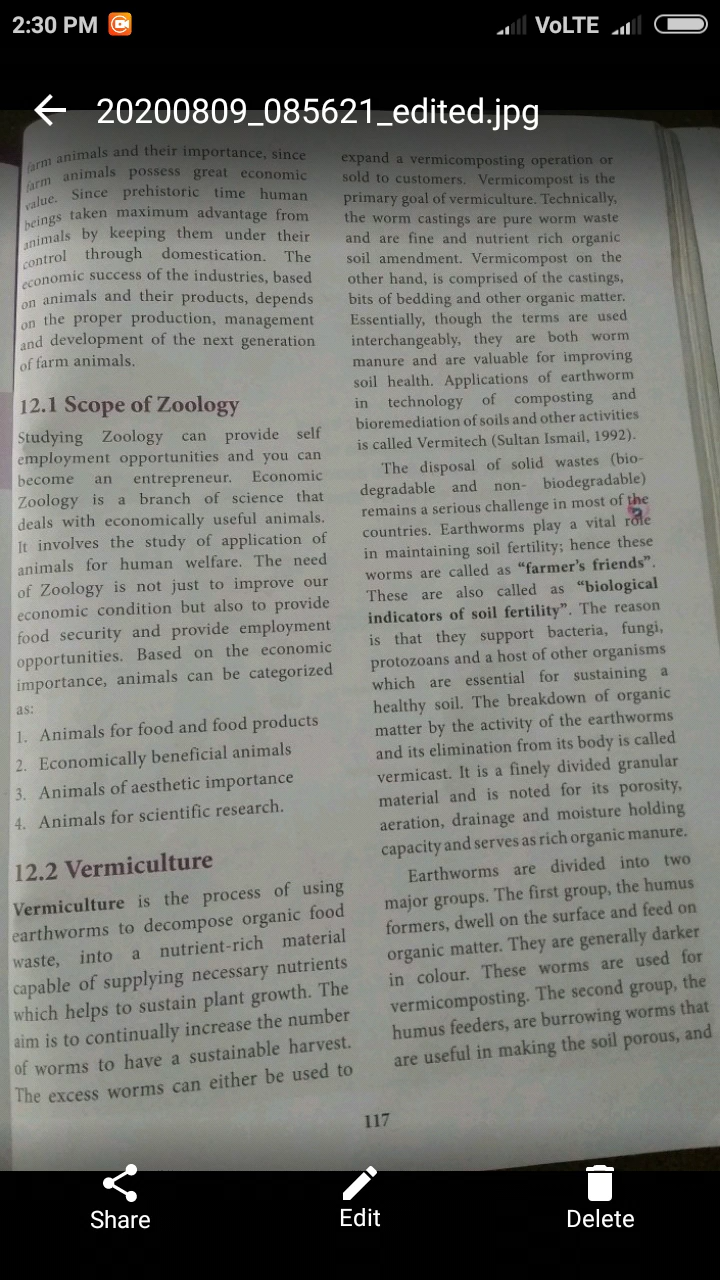 2:30 PM
VoLTE
20200809_085621_edited.jpg
farm animals and their importance, since
farm animals possess great economic
value. Since prehistoric time human
beings taken maximum advantage from
animals by keeping them under their
control through domestication. The
economic success of the industries, based
on animals and their products, depends
on the proper production, management
and development of the next generation
of farm animals.
12.1 Scope of Zoology
Studying Zoology can provide self
employment opportunities and you can
become an entrepreneur. Economic
Zoology is a branch of science that
deals with economically useful animals.
It involves the study of application of
animals for human welfare. The need
of Zoology is not just to improve our
economic condition but also to provide
food security and provide employment
opportunities. Based on the economic
importance, animals can be categorized
as:
1. Animals for food and food products
2. Economically beneficial animals
3. Animals of aesthetic importance
4. Animals for scientific research.
12.2 Vermiculture
Vermiculture is the process of using
earthworms to decompose organic food
waste, into a nutrient-rich material
capable of supplying necessary nutrients
which helps to sustain plant growth. The
aim is to continually increase the number
of worms to have a sustainable harvest.
The excess worms can either be used to
expand a vermicomposting operation or
sold to customers. Vermicompost is the
primary goal of vermiculture. Technically,
the worm castings are pure worm waste
and are fine and nutrient rich organic
soil amendment. Vermicompost on the
other hand, is comprised of the castings,
bits of bedding and other organic matter.
Essentially, though the terms are used
interchangeably, they are both worm
manure and are valuable for improving
soil health. Applications of earthworm
in technology of composting and
bioremediation of soils and other activities
is called Vermitech (Sultan Ismail, 1992).
The disposal of solid wastes (bio-
degradable and non- biodegradable)
remains a serious challenge in most of the
countries. Earthworms play a vital role
in maintaining soil fertility; hence these
worms are called as "farmer's friends".
These are also called as "biological
indicators of soil fertility". The reason
is that they support bacteria, fungi,
protozoans and a host of other organisms
which are essential for sustaining a
healthy soil. The breakdown of organic
matter by the activity of the earthworms
and its elimination from its body is called
vermicast. It is a finely divided granular
material and is noted for its porosity,
aeration, drainage and moisture holding
capacity and serves as rich organic manure.
Earthworms are divided into two
major groups. The first group, the humus
formers, dwell on the surface and feed on
organic matter. They are generally darker
in colour. These worms are used for
vermicomposting. The second group, the
humus feeders, are burrowing worms that
are useful in making the soil porous, and
117
Share
Edit
Delete